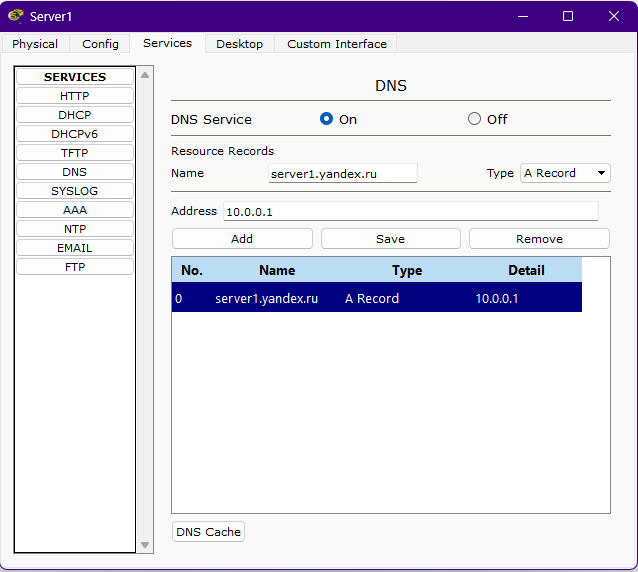 Server1
Physical Config Services Desktop Custom Interface
SERVICES
HTTP
DHCP
DHCPv6
TFTP
DNS
SYSLOG
AAA
NTP
EMAIL
FTP
DNS
DNS Service On Off
Resource Records
Name server1.yandex.ru Type A Record
Address 10.0.0.1
Add Save Remove
No. Name Type Detail
0 server1.yandex.ru A Record 10.0.0.1
DNS Cache